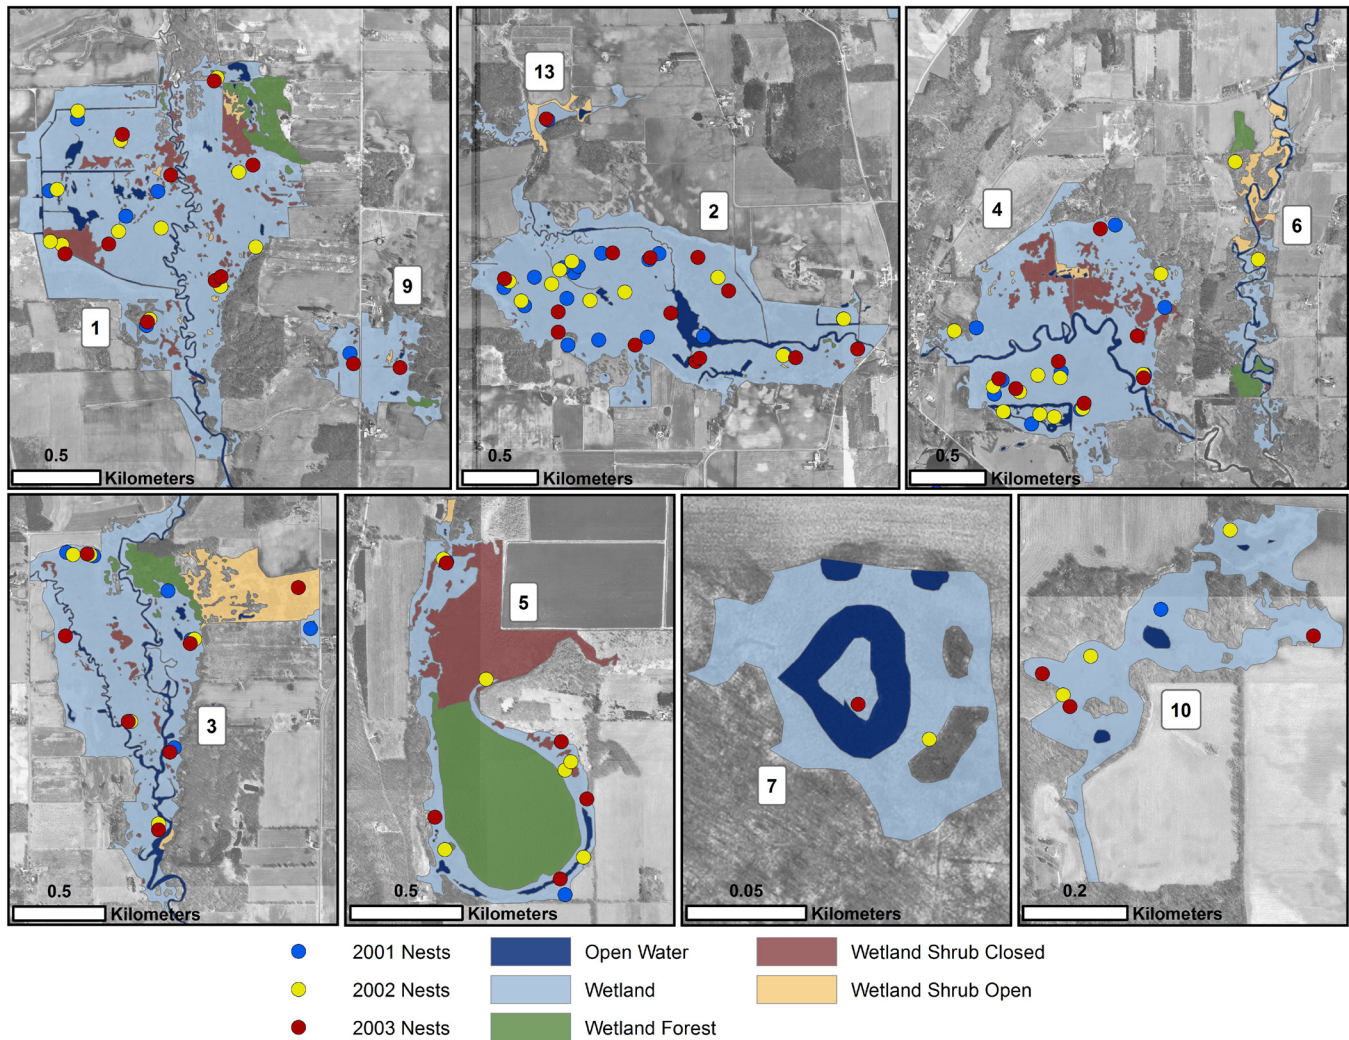 13
2
4
6
9
1
0.5
Kilometers
0.5
Kilometers
0.5
Kilometers
5
3
7
10
0.5
Kilometers
0.5
Kilometers
0.05
Kilometers
0.2
Kilometers
2001 Nests
Open Water
Wetland Shrub Closed
2002 Nests
Wetland
Wetland Shrub Open
2003 Nests
Wetland Forest